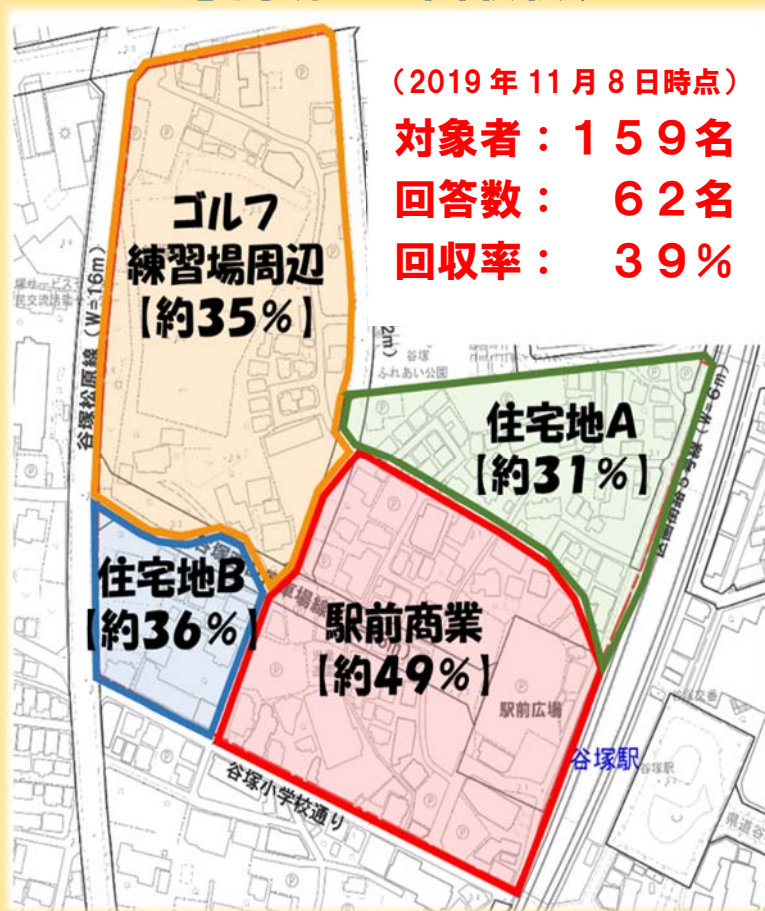 （2019年11月8日時点）
対象者：１５９名
回答数：　６２名
回収率：　３９％
ゴルフ
練習場周辺
【約35％】
谷塚松原線（W=16m）
谷塚
ふれあい公園
住宅地A
【約31％】
住宅地B
【約36％】
駅前商業
【約49％】
駅前広場
谷塚駅
谷塚駅
谷塚小学校通り